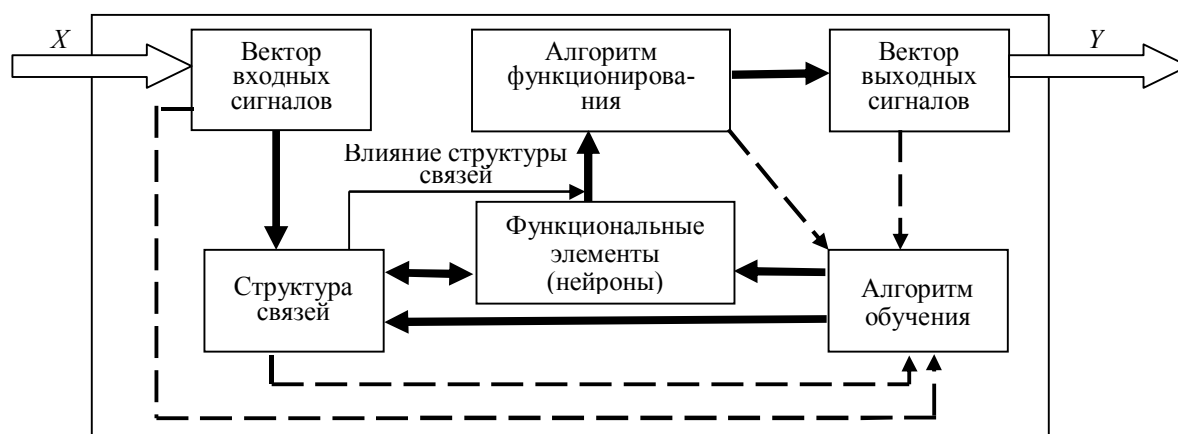 X
Вектор
входных
сигналов
Алгоритм
функционирова-
ния
Вектор
выходных
сигналов
Y
Влияние структуры
связей
Функциональные
элементы
(нейроны)
Структура
связей
Алгоритм
обучения